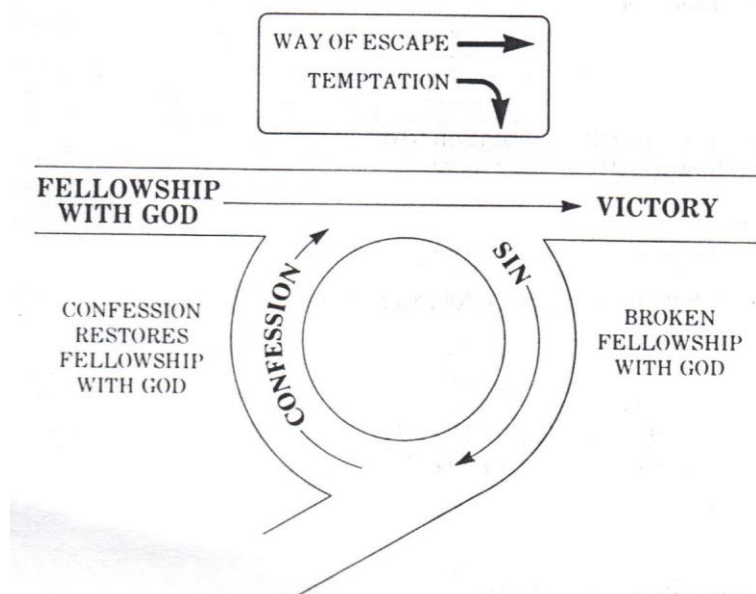 WAY OF ESCAPE
TEMPTATION
FELLOWSHIP
WITH GOD
VICTORY
SIN
CONFESSION
CONFESSION
RESTORES
FELLOWSHIP
WITH GOD
BROKEN
FELLOWSHIP
WITH GOD